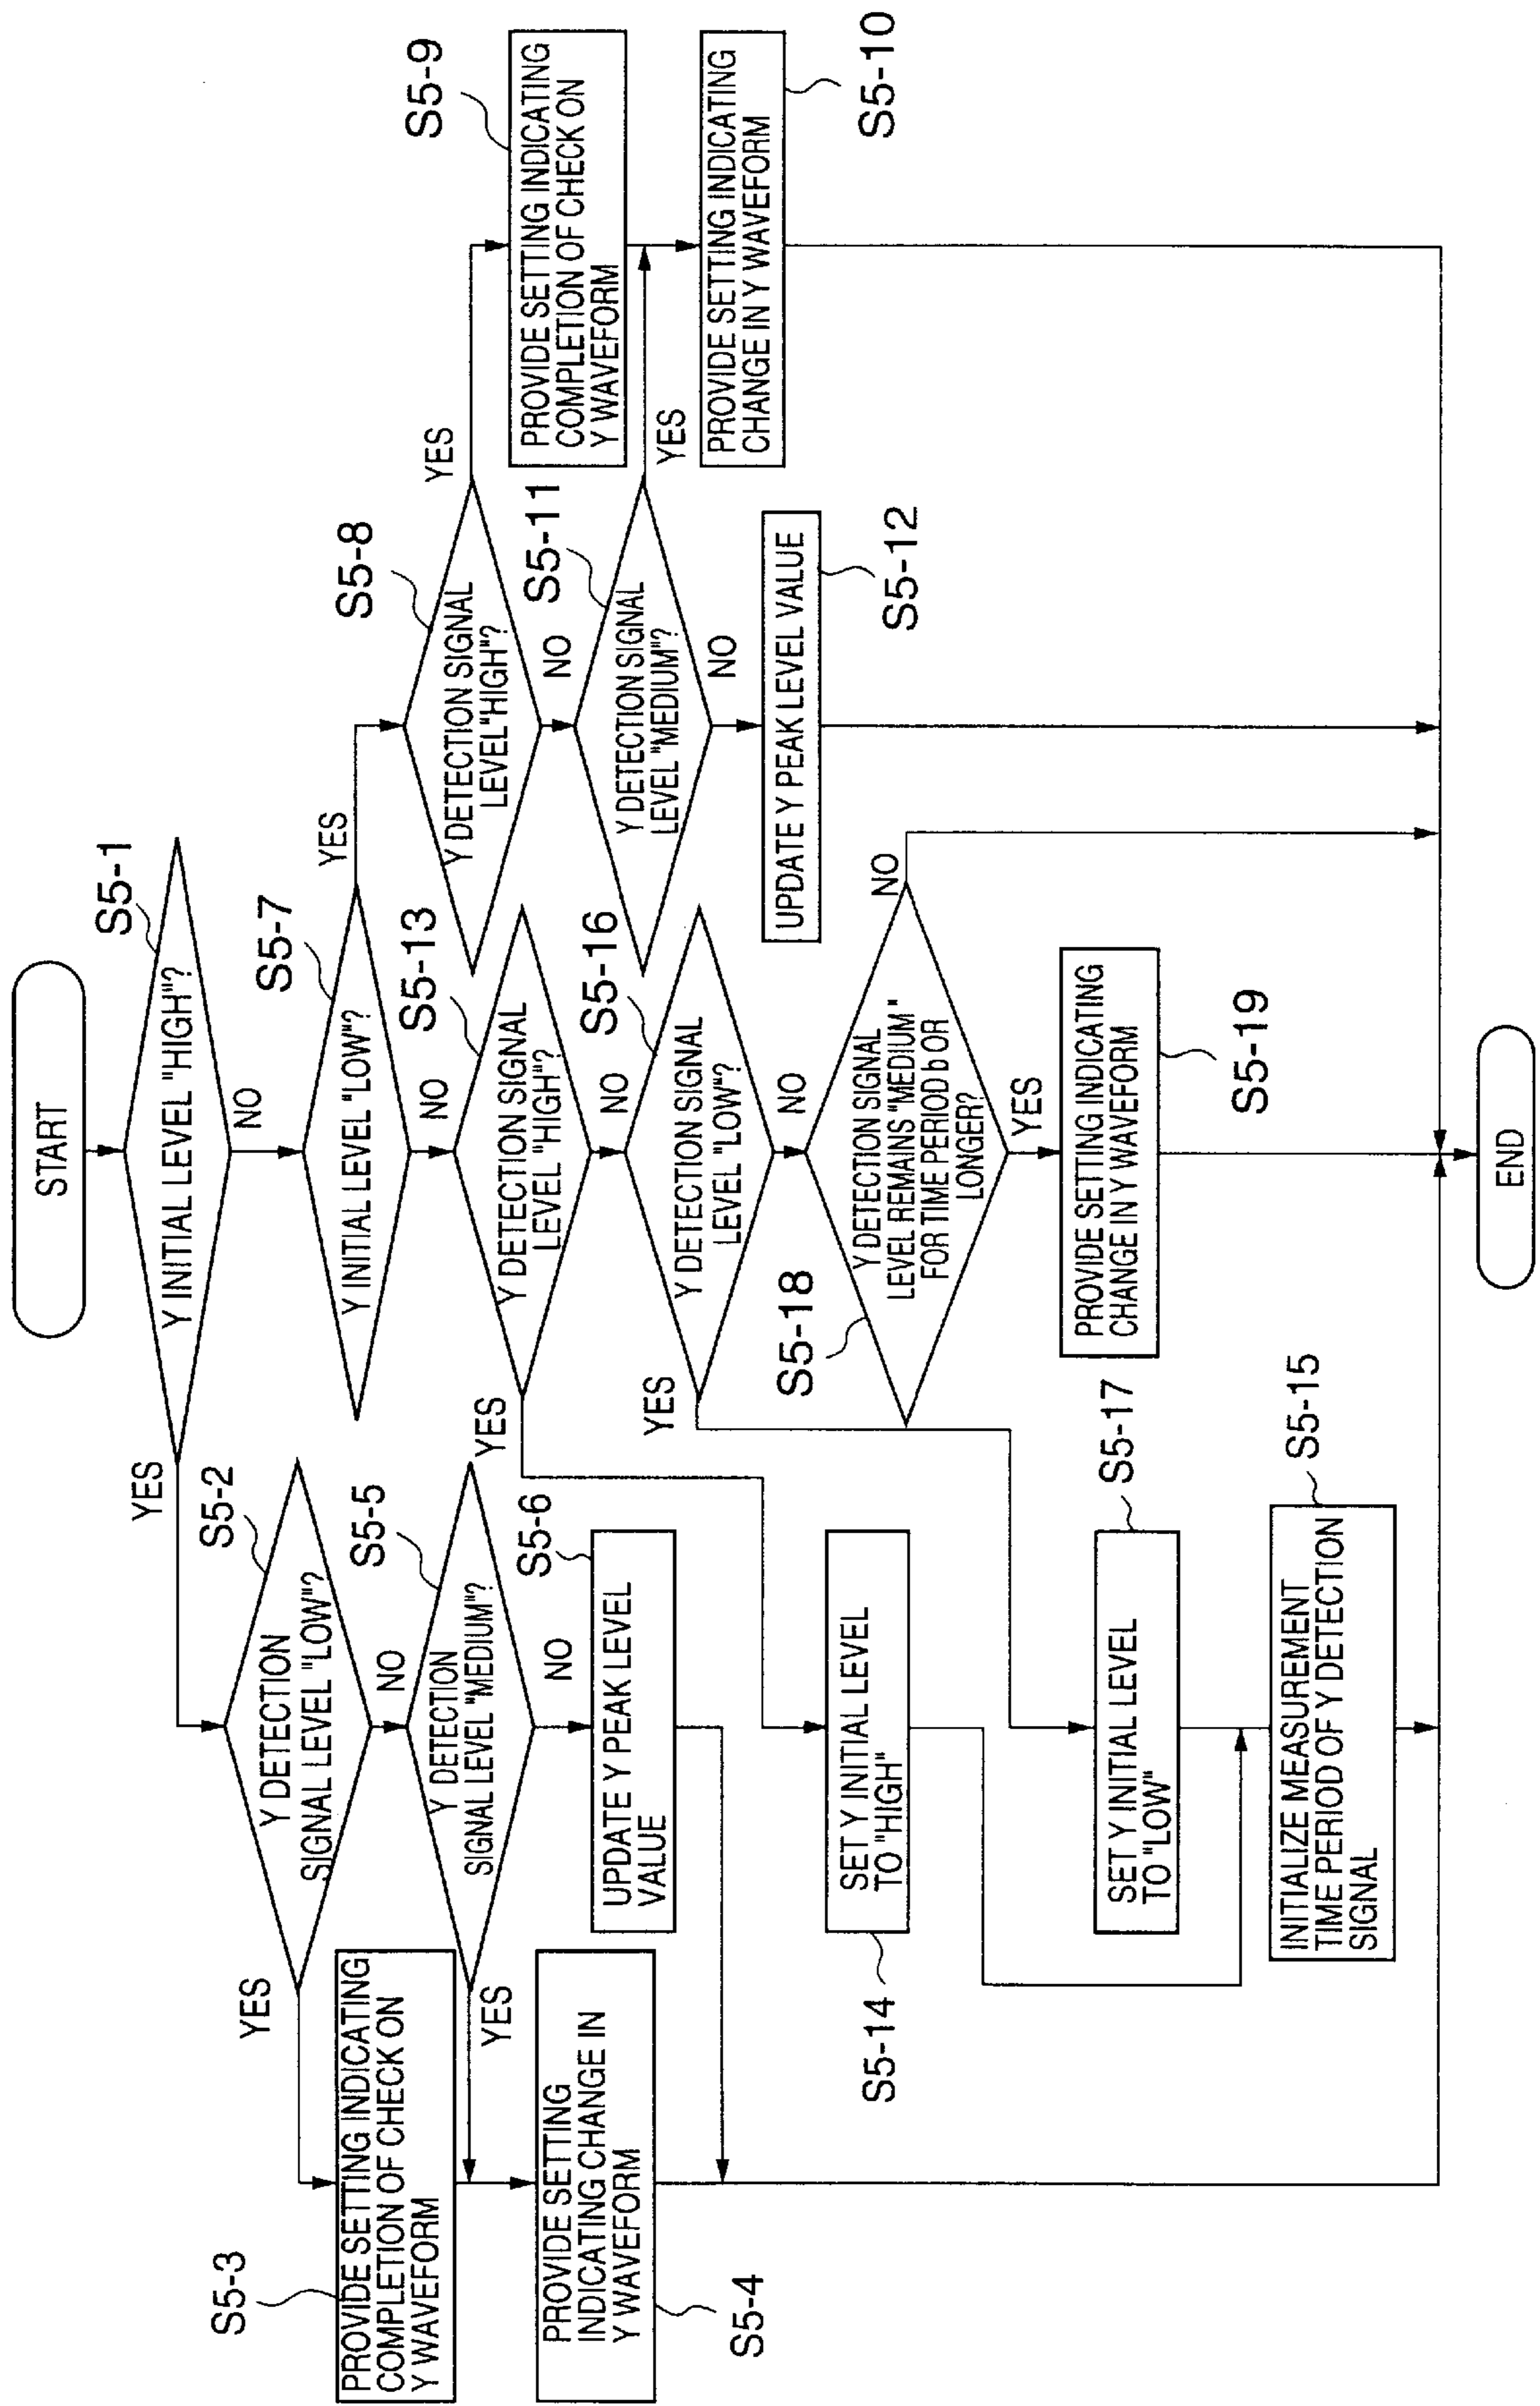 START
S5-1
Y INITIAL LEVEL "HIGH"?
YES
NO
S5-2
Y DETECTION
SIGNAL LEVEL "LOW"?
YES
NO
S5-3
PROVIDE SETTING INDICATING
COMPLETION OF CHECK ON
Y WAVEFORM
S5-5
Y DETECTION
SIGNAL LEVEL "MEDIUM"?
YES
NO
S5-4
PROVIDE SETTING
INDICATING CHANGE IN
Y WAVEFORM
S5-6
UPDATE Y PEAK LEVEL
VALUE
S5-7
Y INITIAL LEVEL "LOW"?
YES
NO
S5-8
Y DETECTION SIGNAL
LEVEL "HIGH"?
YES
NO
S5-9
PROVIDE SETTING INDICATING
COMPLETION OF CHECK ON
Y WAVEFORM
S5-11
Y DETECTION SIGNAL
LEVEL "MEDIUM"?
YES
NO
S5-10
PROVIDE SETTING INDICATING
CHANGE IN Y WAVEFORM
S5-12
UPDATE Y PEAK LEVEL VALUE
S5-13
Y DETECTION SIGNAL
LEVEL "HIGH"?
YES
NO
S5-14
SET Y INITIAL LEVEL
TO "HIGH"
S5-16
Y DETECTION SIGNAL
LEVEL "LOW"?
YES
NO
S5-17
SET Y INITIAL LEVEL
TO "LOW"
S5-15
INITIALIZE MEASUREMENT
TIME PERIOD OF Y DETECTION
SIGNAL
S5-18
Y DETECTION SIGNAL
LEVEL REMAINS "MEDIUM"
FOR TIME PERIOD b OR
LONGER?
NO
YES
S5-19
PROVIDE SETTING INDICATING
CHANGE IN Y WAVEFORM
END